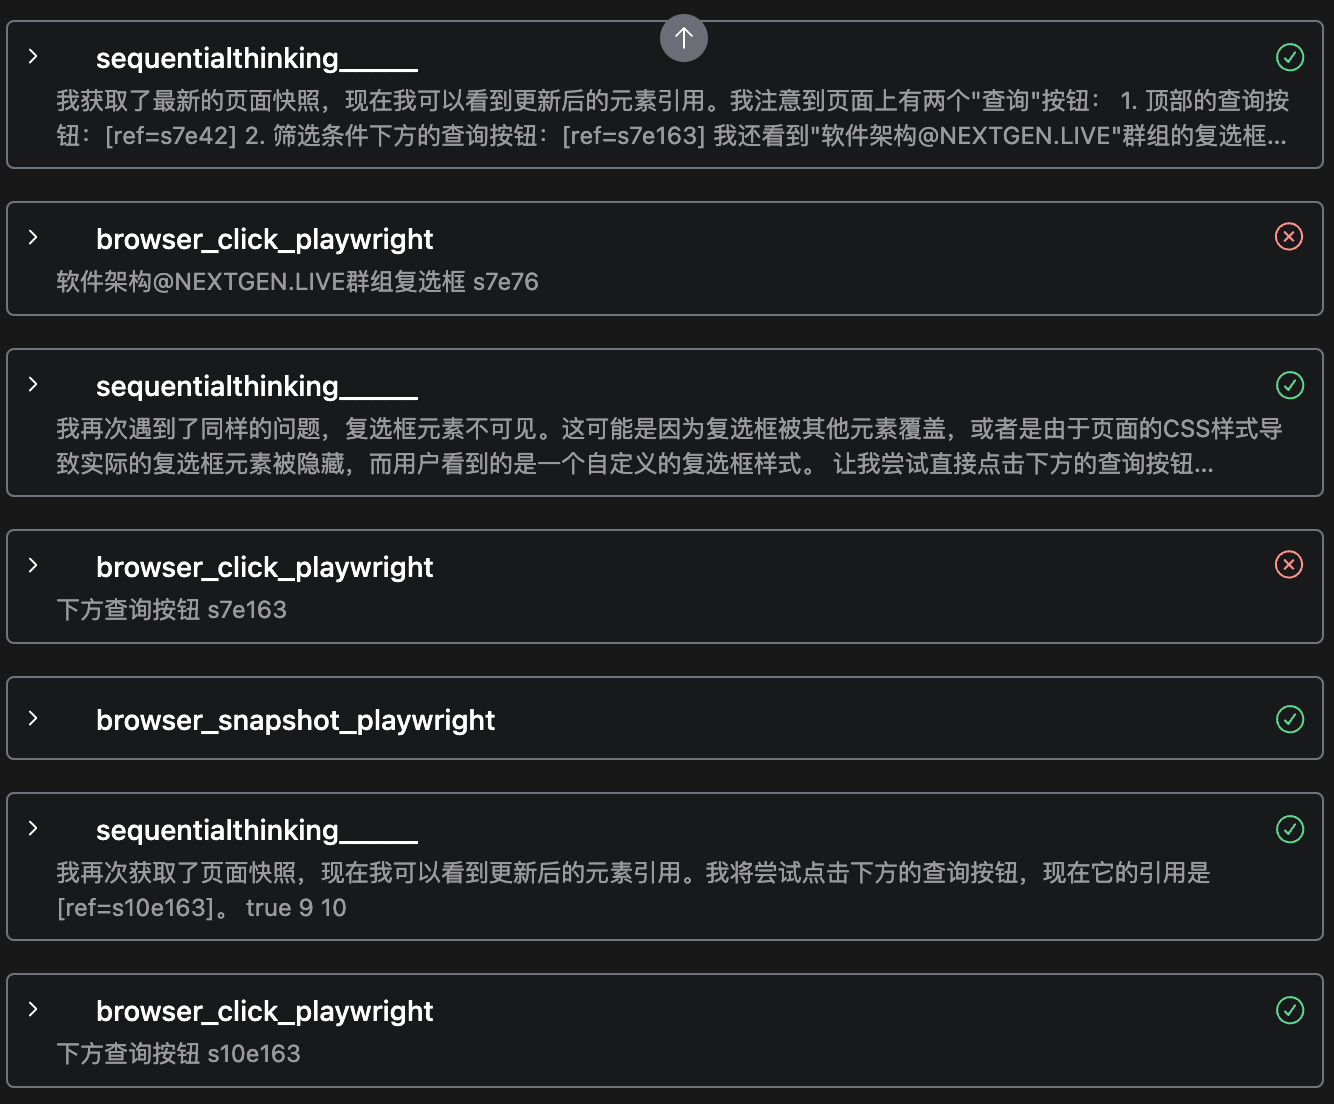 sequentialthinking______
我获取了最新的页面快照，现在我可以看到更新后的元素引用。我注意到页面上有两个"查询"按钮： 1. 顶部的查询按
钮：[ref=s7e42] 2. 筛选条件下方的查询按钮：[ref=s7e163] 我还看到"软件架构@NEXTGEN.LIVE"群组的复选框...
browser_click_playwright
软件架构@NEXTGEN.LIVE群组复选框 s7e76
sequentialthinking______
我再次遇到了同样的问题，复选框元素不可见。这可能是因为复选框被其他元素覆盖，或者是由于页面的CSS样式导
致实际的复选框元素被隐藏，而用户看到的是一个自定义的复选框样式。 让我尝试直接点击下方的查询按钮...
browser_click_playwright
下方查询按钮 s7e163
browser_snapshot_playwright
sequentialthinking______
我再次获取了页面快照，现在我可以看到更新后的元素引用。我将尝试点击下方的查询按钮，现在它的引用是
[ref=s10e163]。 true 9 10
browser_click_playwright
下方查询按钮 s10e163